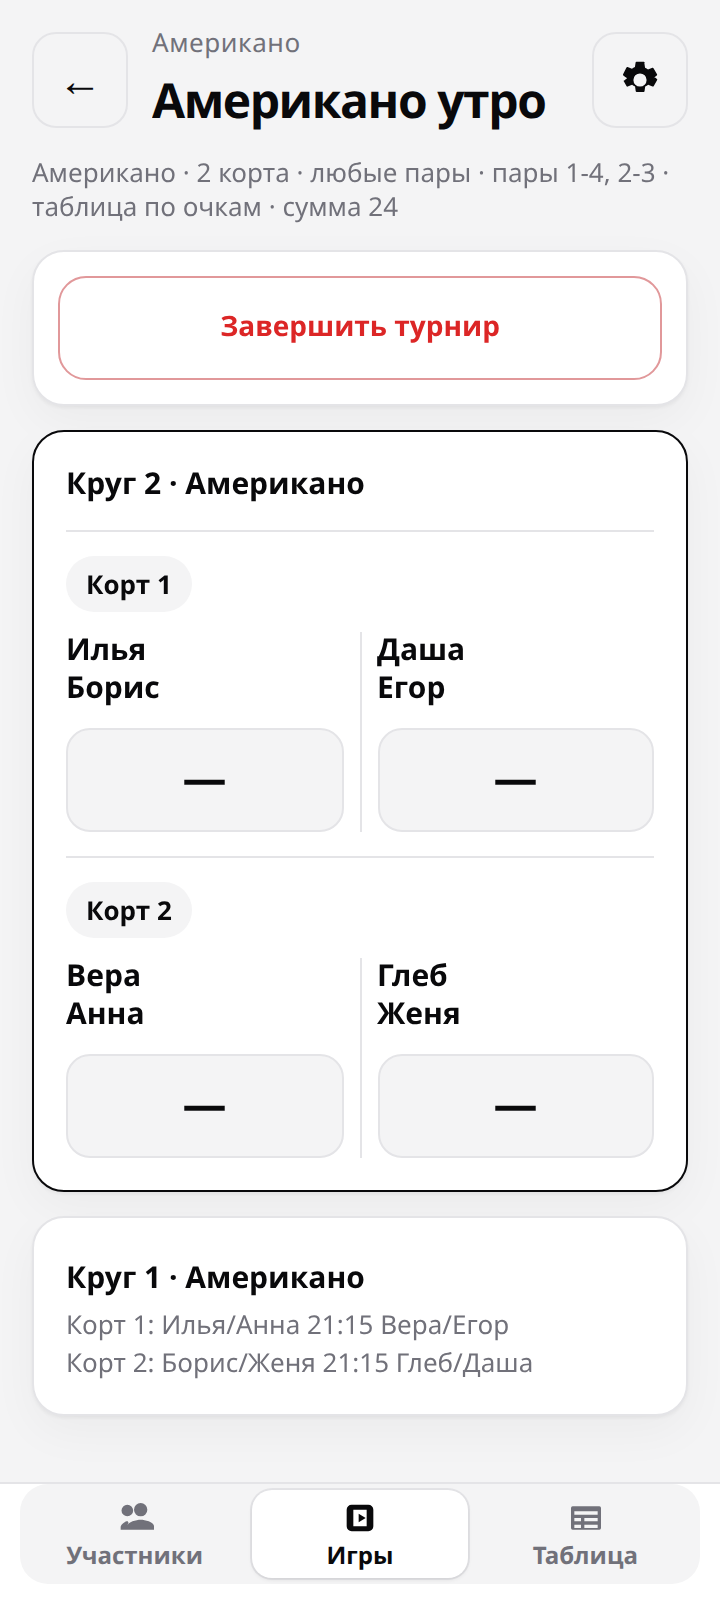 Американо
Американо утро
Американо · 2 корта · любые пары · пары 1-4, 2-3 ·
таблица по очкам · сумма 24
Завершить турнир
Круг 2 · Американо
Корт 1
Илья
Борис
Даша
Егор
—
—
Корт 2
Вера
Анна
Глеб
Женя
—
—
Круг 1 · Американо
Корт 1: Илья/Анна 21:15 Вера/Егор
Корт 2: Борис/Женя 21:15 Глеб/Даша
Участники
Игры
Таблица